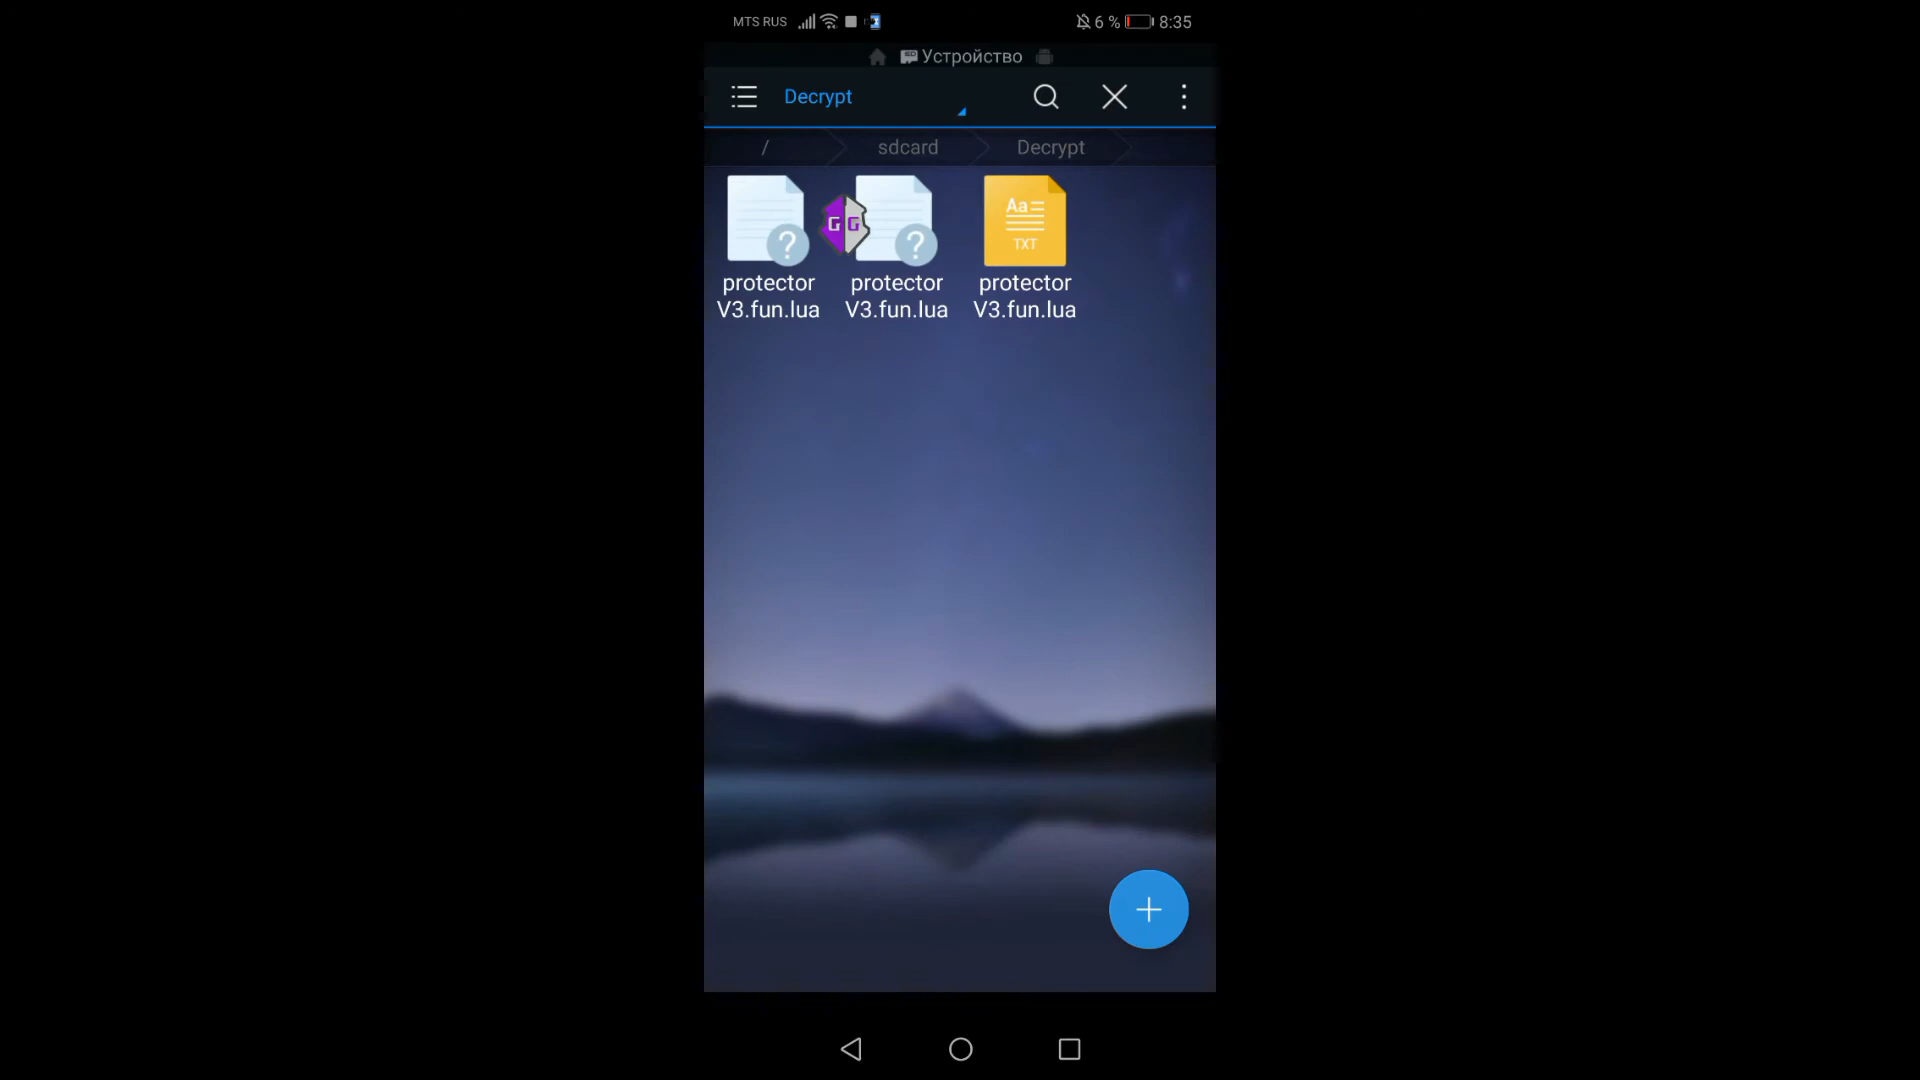 MTS RUS 6 % 8:35
Устройство
Decrypt
/ sdcard Decrypt
? ? Aa TXT
GG
protector V3.fun.lua
protector V3.fun.lua
protector V3.fun.lua